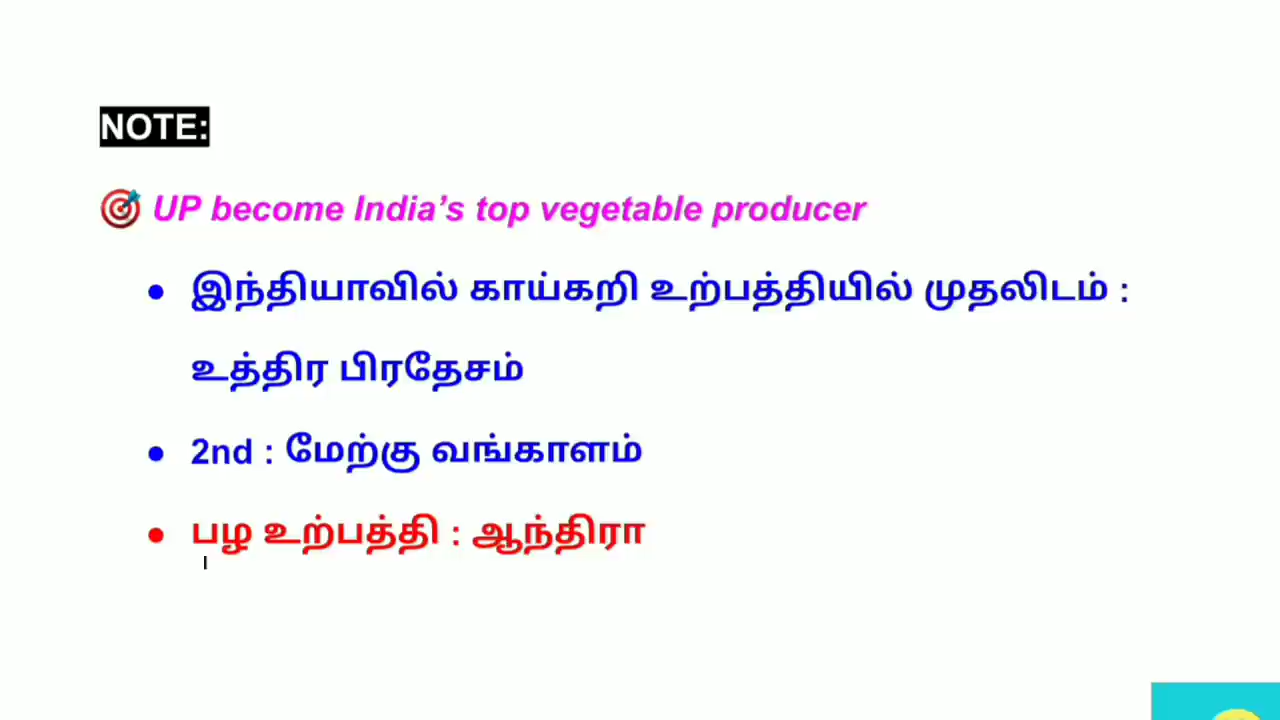 NOTE:
🎯 UP become India's top vegetable producer
● இந்தியாவில் காய்கறி உற்பத்தியில் முதலிடம் :
உத்திர பிரதேசம்
● 2nd : மேற்கு வங்காளம்
● பழ உற்பத்தி : ஆந்திரா